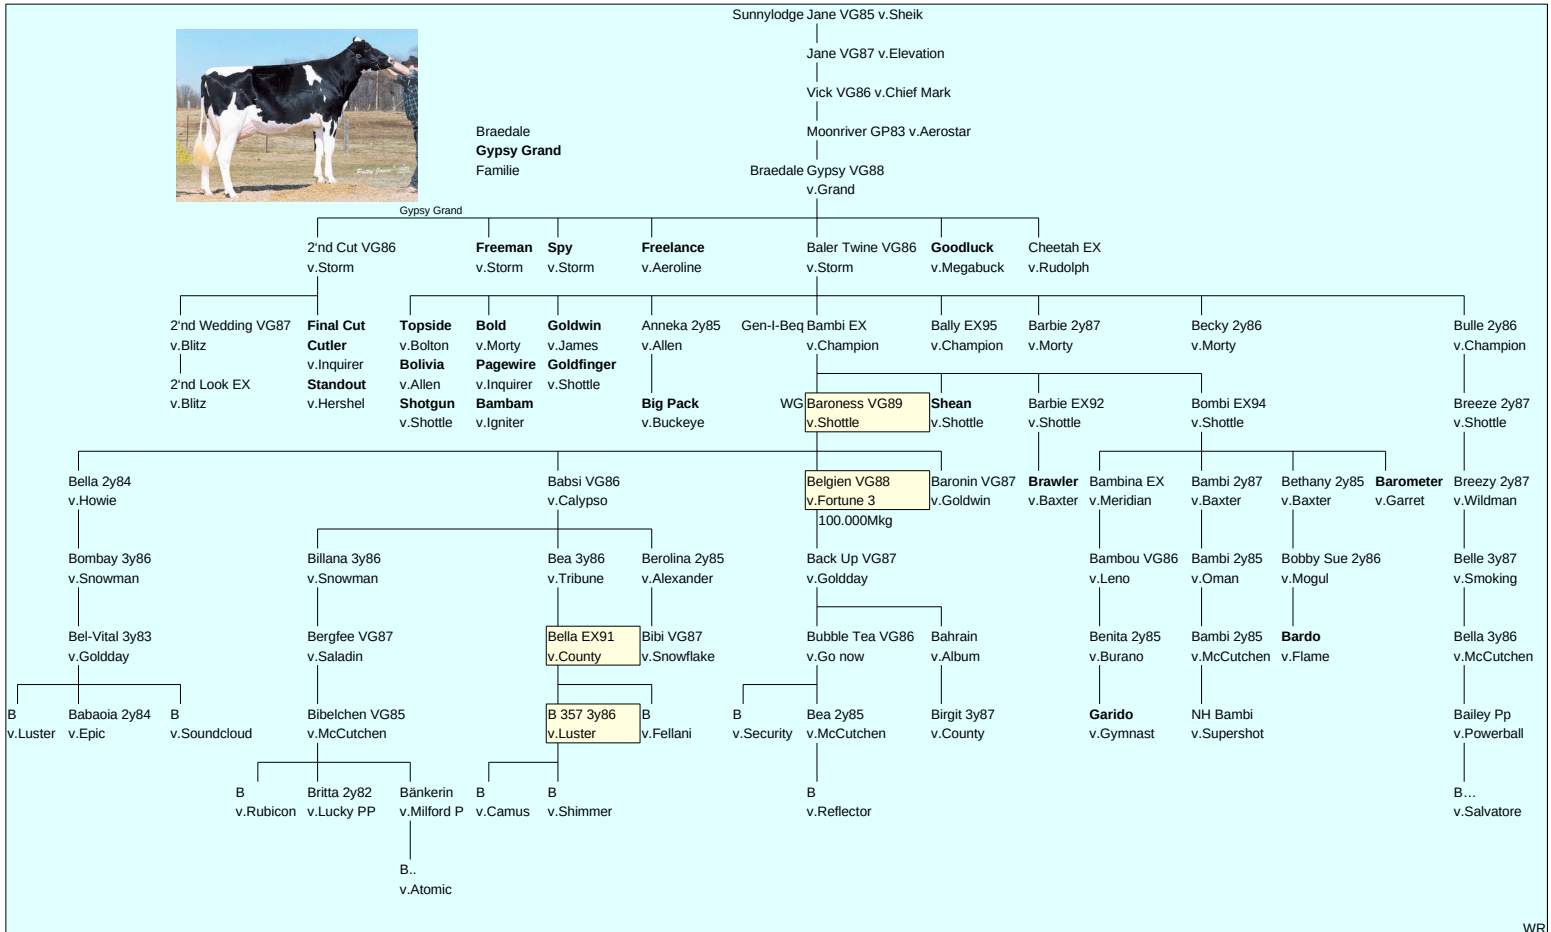 Sunnylodge Jane VG85 v.Sheik
Jane VG87 v.Elevation
Vick VG86 v.Chief Mark
Braedale
Gypsy Grand
Familie
Moonriver GP83 v.Aerostar
Braedale Gypsy VG88
v.Grand
Gypsy Grand
2'nd Cut VG86
v.Storm
Freeman
v.Storm
Spy
v.Storm
Freelance
v.Aeroline
Baler Twine VG86
v.Storm
Goodluck
v.Megabuck
Cheetah EX
v.Rudolph
2'nd Wedding VG87
v.Blitz
2'nd Look EX
v.Blitz
Final Cut
Cutler
v.Inquirer
Standout
v.Hershel
Topside
v.Bolton
Bolivia
v.Allen
Shotgun
v.Shottle
Bold
v.Morty
Pagewire
v.Inquirer
Bambam
v.Igniter
Goldwin
v.James
Goldfinger
v.Shottle
Anneka 2y85
v.Allen
Big Pack
v.Buckeye
Gen-I-Beq Bambi EX
v.Champion
Bally EX95
v.Champion
Barbie 2y87
v.Morty
Becky 2y86
v.Morty
Bulle 2y86
v.Champion
WG Baroness VG89
v.Shottle
Shean
v.Shottle
Barbie EX92
v.Shottle
Bombi EX94
v.Shottle
Breeze 2y87
v.Shottle
Bella 2y84
v.Howie
Babsi VG86
v.Calypso
Belgien VG88
v.Fortune 3
100.000Mkg
Baronin VG87
v.Goldwin
Brawler
v.Baxter
Bambina EX
v.Meridian
Bambi 2y87
v.Baxter
Bethany 2y85
v.Baxter
Barometer
v.Garret
Breezy 2y87
v.Wildman
Bombay 3y86
v.Snowman
Billana 3y86
v.Snowman
Bea 3y86
v.Tribune
Berolina 2y85
v.Alexander
Back Up VG87
v.Goldday
Bambou VG86
v.Leno
Bambi 2y85
v.Oman
Bobby Sue 2y86
v.Mogul
Belle 3y87
v.Smoking
Bel-Vital 3y83
v.Goldday
Bergfee VG87
v.Saladin
Bella EX91
v.County
Bibi VG87
v.Snowflake
Bubble Tea VG86
v.Go now
Bahrain
v.Album
Benita 2y85
v.Burano
Bambi 2y85
v.McCutchen
Bardo
v.Flame
Bella 3y86
v.McCutchen
B
v.Luster
Babaoia 2y84
v.Epic
B
v.Soundcloud
Bibelchen VG85
v.McCutchen
B 357 3y86
v.Luster
B
v.Fellani
B
v.Security
Bea 2y85
v.McCutchen
Birgit 3y87
v.County
Garido
v.Gymnast
NH Bambi
v.Supershot
Bailey Pp
v.Powerball
B
v.Rubicon
Britta 2y82
v.Lucky PP
Bänkerin
v.Milford P
B
v.Camus
B
v.Shimmer
B
v.Reflector
B...
v.Salvatore
B..
v.Atomic
WR